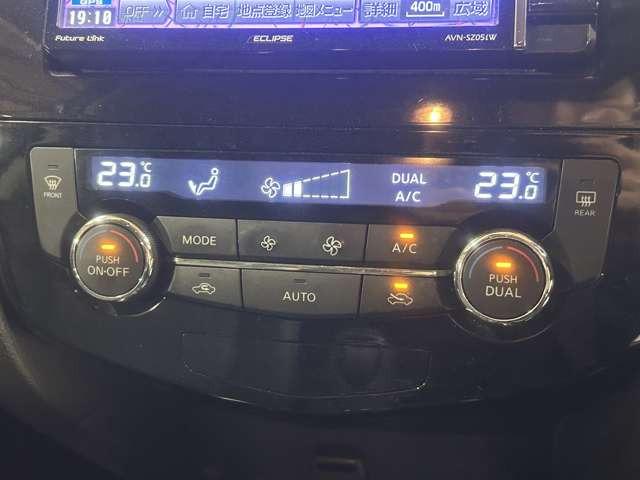 GPS
19:10 OFF >> 自宅 地点登録 地図メニュー 詳細 400m 広域
Future Link ECLIPSE AVN-SZ05iW
23.0 ℃ DUAL 23.0 ℃
A/C
FRONT REAR
PUSH ON·OFF MODE A/C PUSH DUAL
AUTO